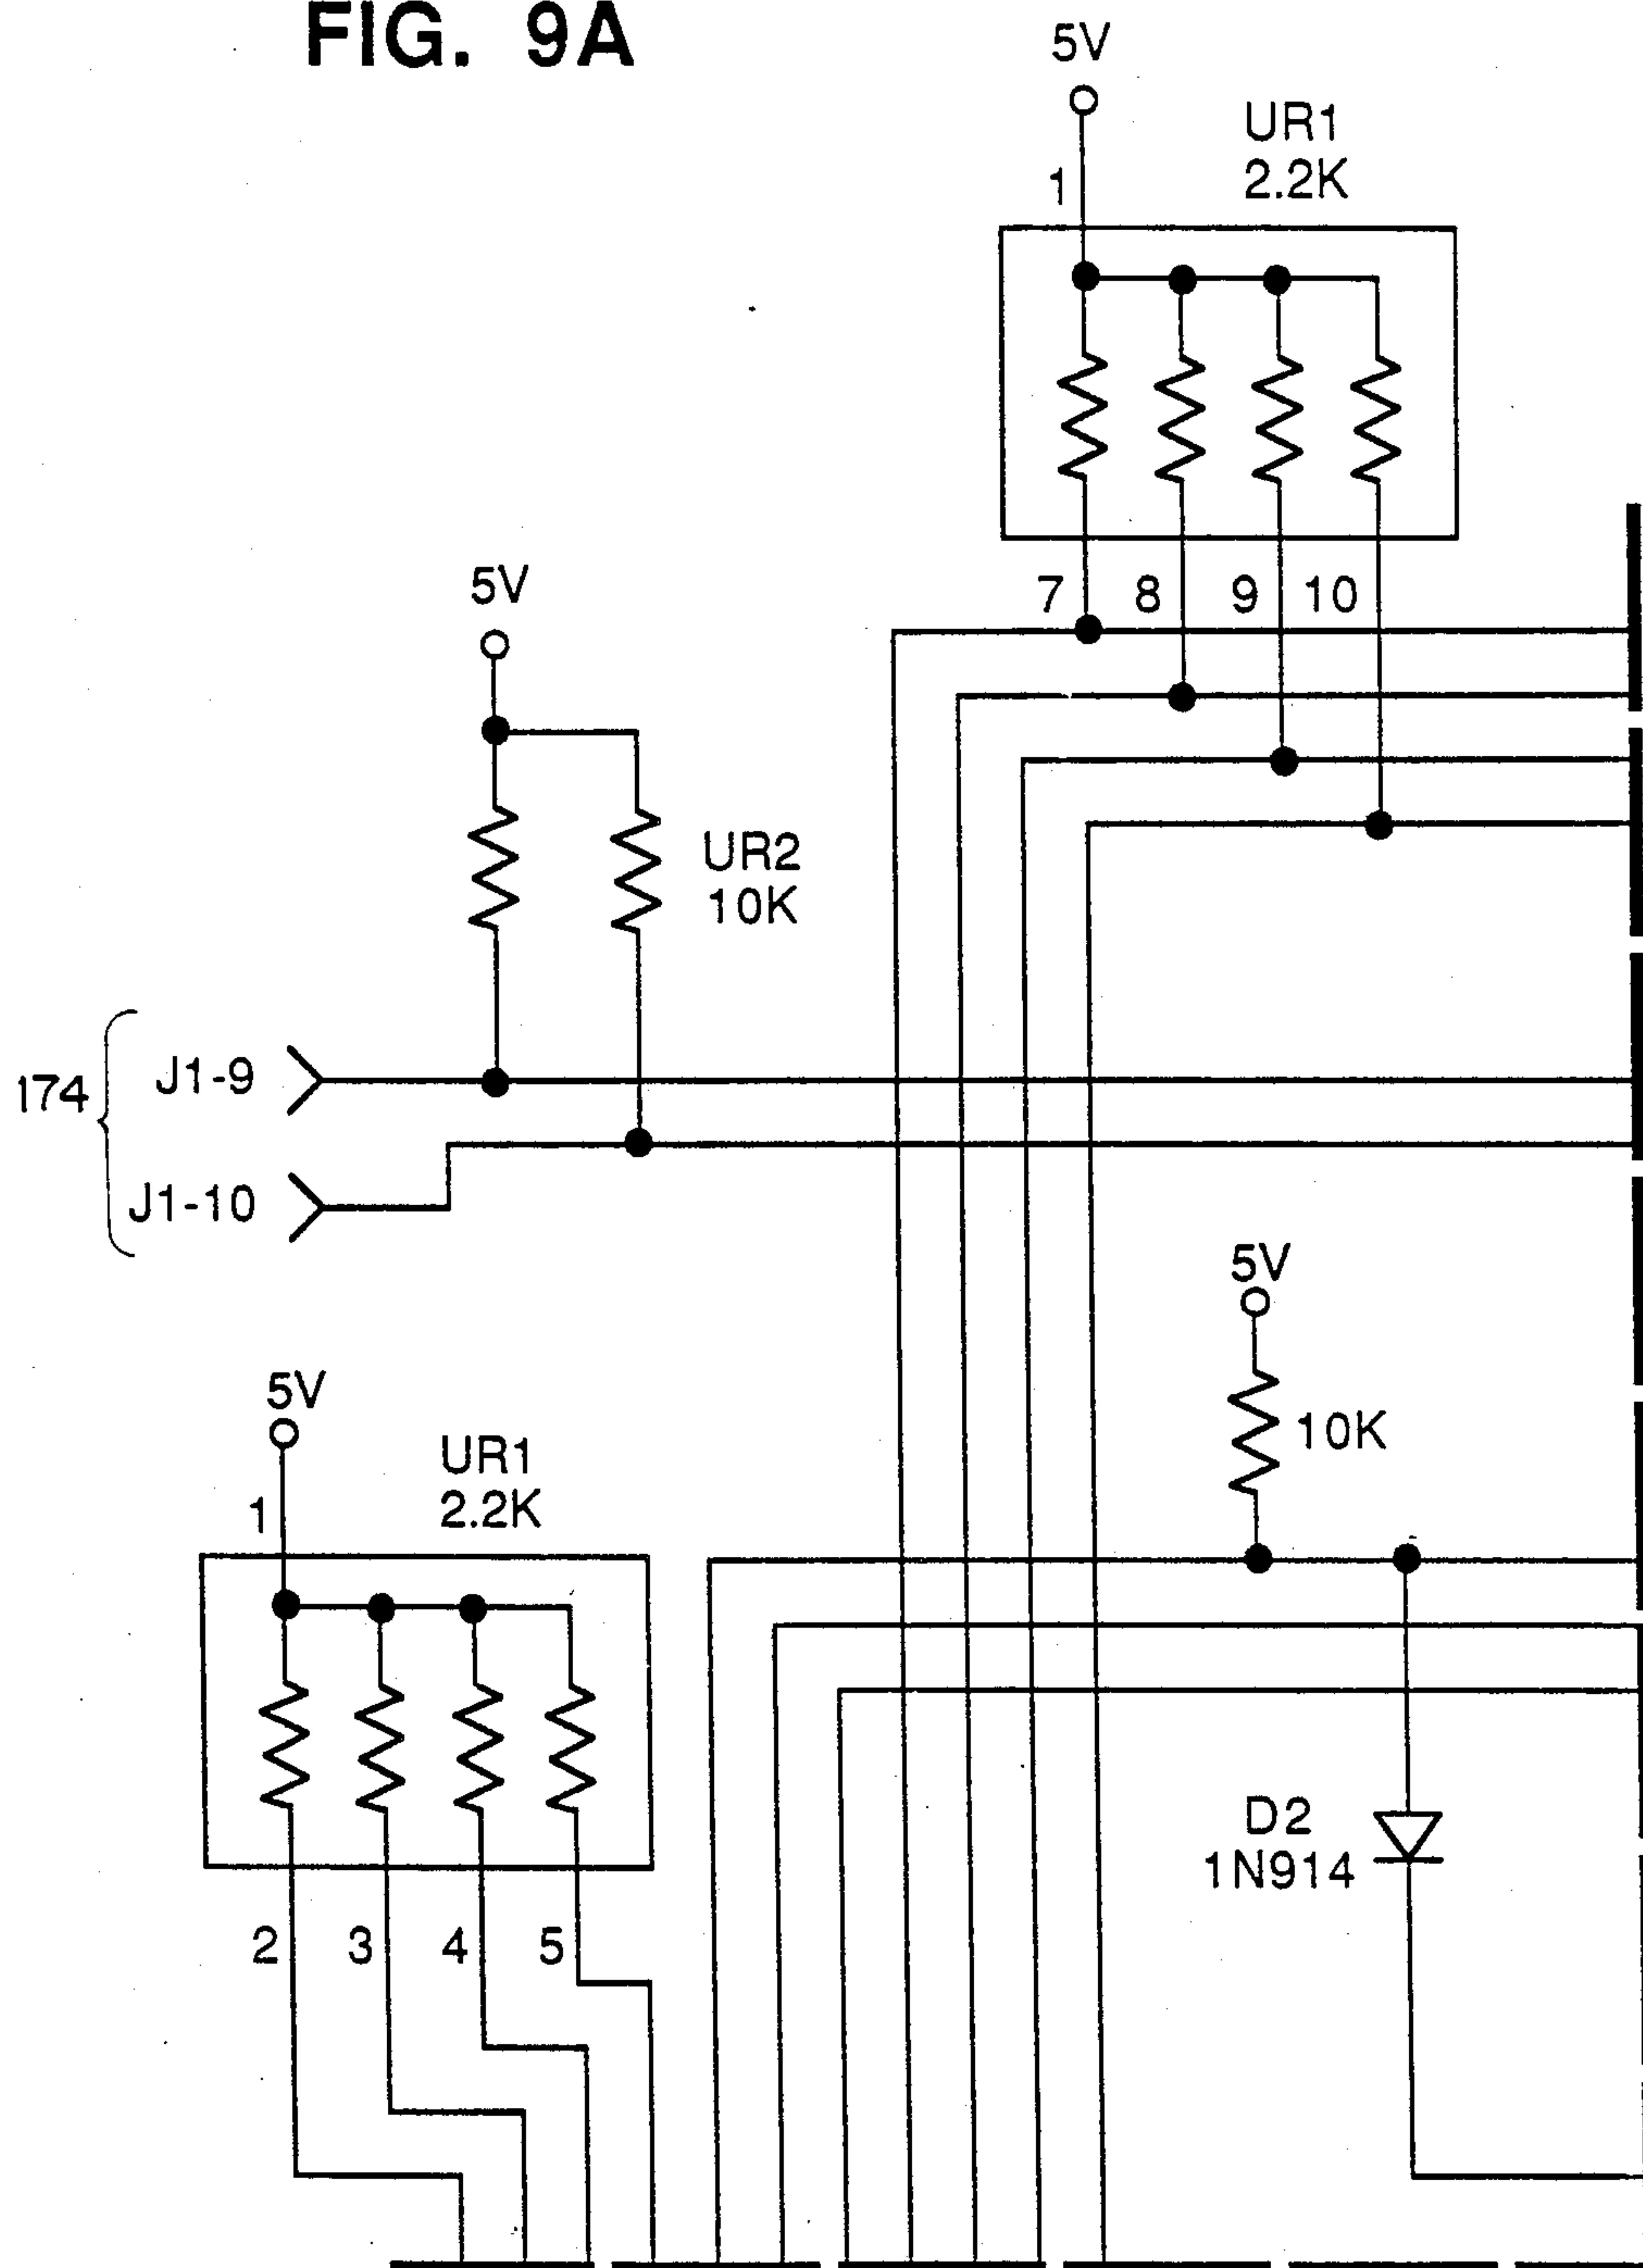 FIG. 9A
5V
UR1
2.2K
1
7 8 9 10
5V
UR2
10K
174
J1-9
J1-10
5V
10K
5V
UR1
2.2K
1
D2
1N914
2 3 4 5